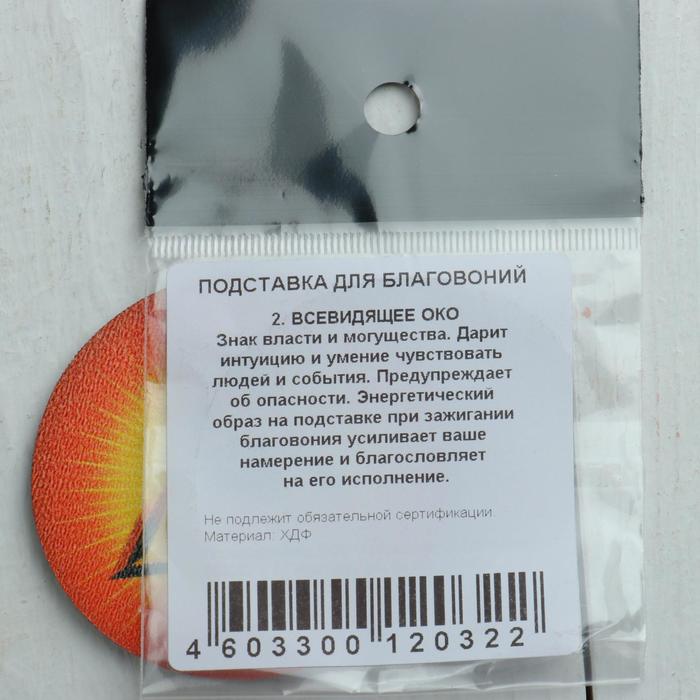 ПОДСТАВКА ДЛЯ БЛАГОВОНИЙ
2. ВСЕВИДЯЩЕЕ ОКО
Знак власти и могущества. Дарит
интуицию и умение чувствовать
людей и события. Предупреждает
об опасности. Энергетический
образ на подставке при зажигании
благовония усиливает ваше
намерение и благословляет
на его исполнение.
Не подлежит обязательной сертификации.
Материал: ХДФ
4 603300 120322